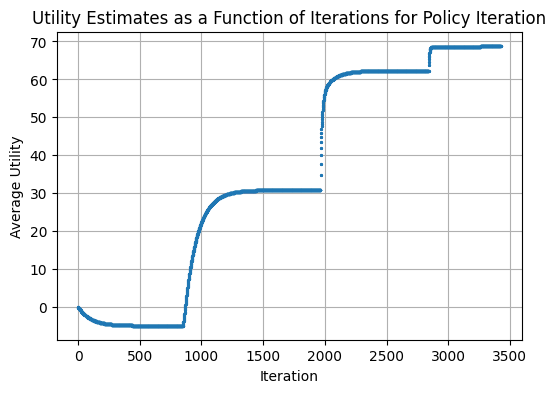 Utility Estimates as a Function of Iterations for Policy Iteration
70
60
50
40
30
20
10
0
Average Utility
0 500 1000 1500 2000 2500 3000 3500
Iteration